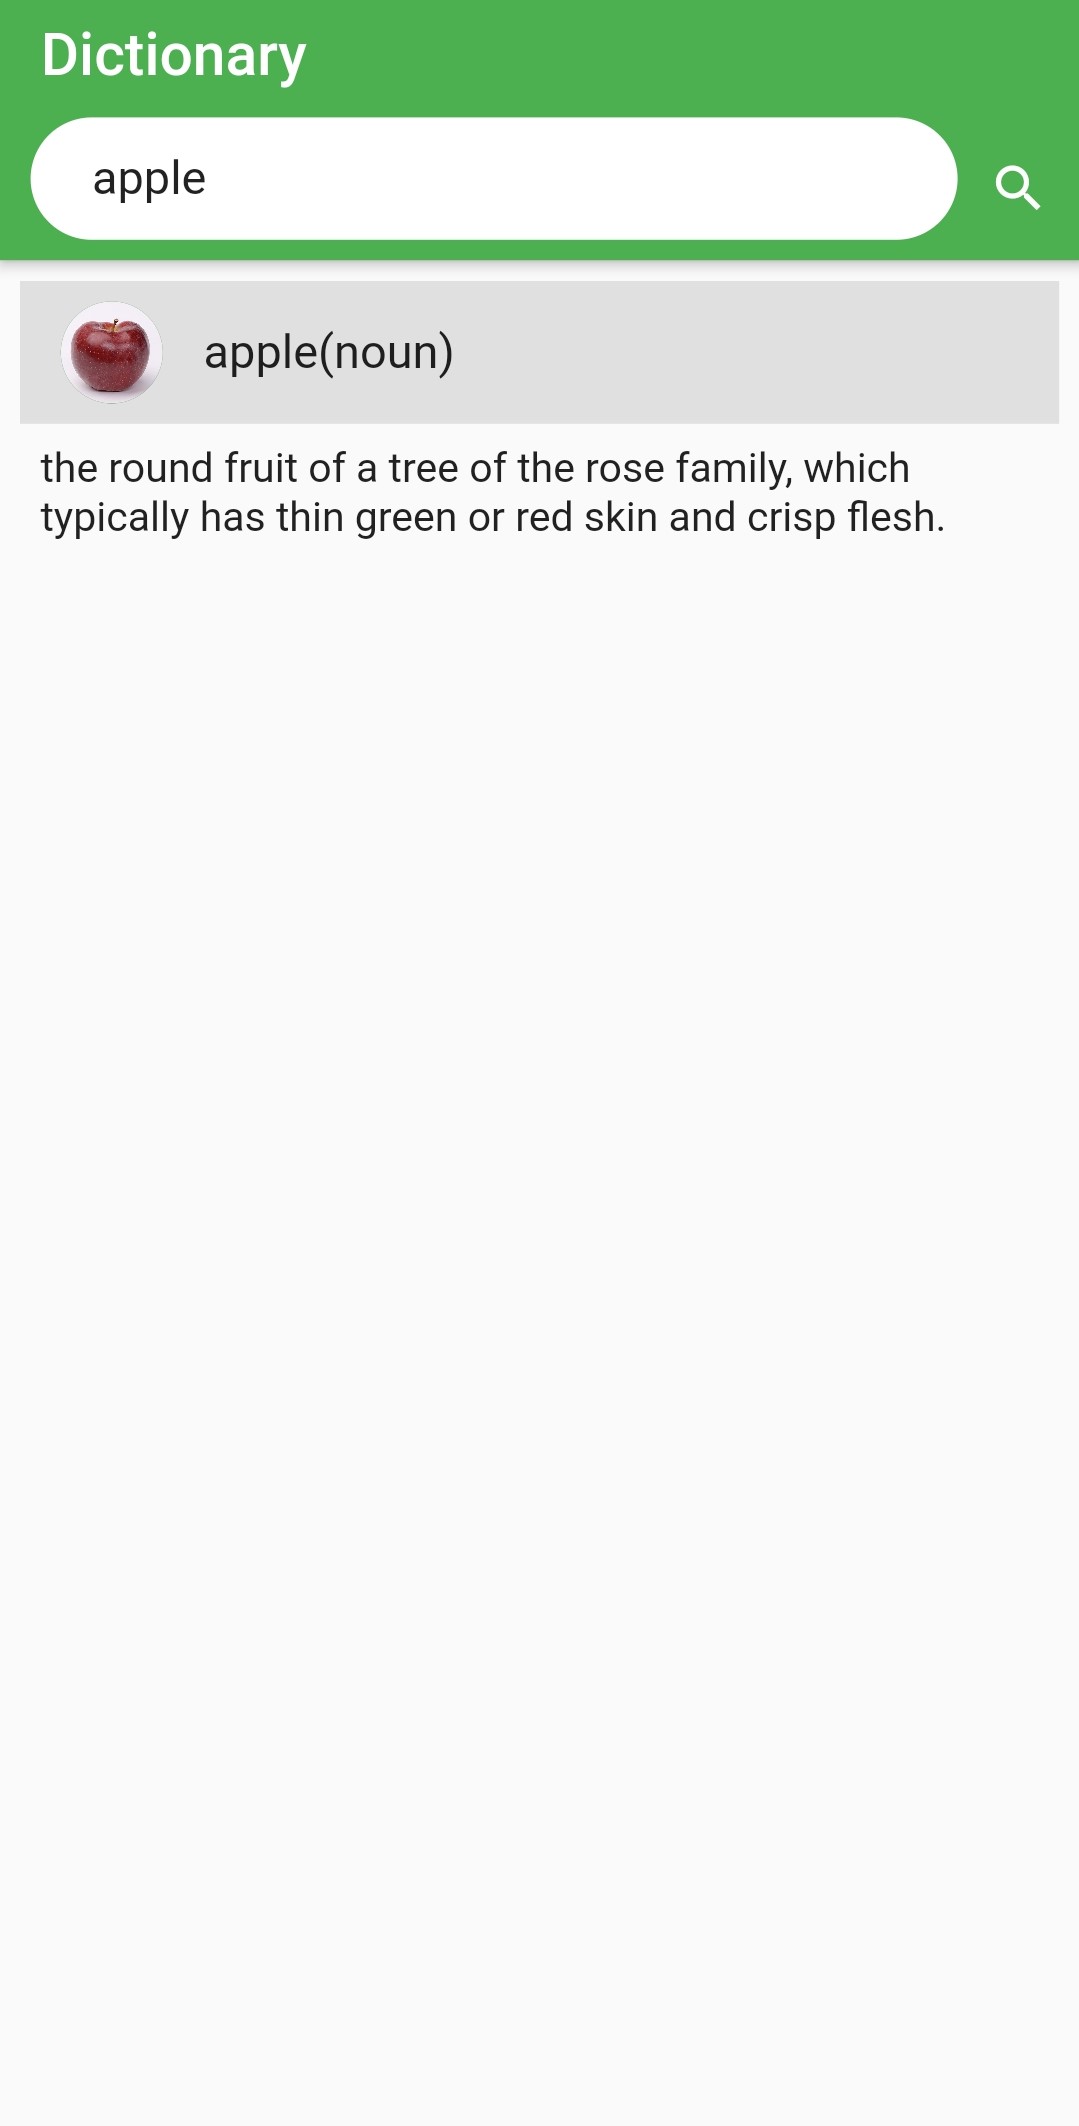 Dictionary
apple
apple(noun)
the round fruit of a tree of the rose family, which
typically has thin green or red skin and crisp flesh.